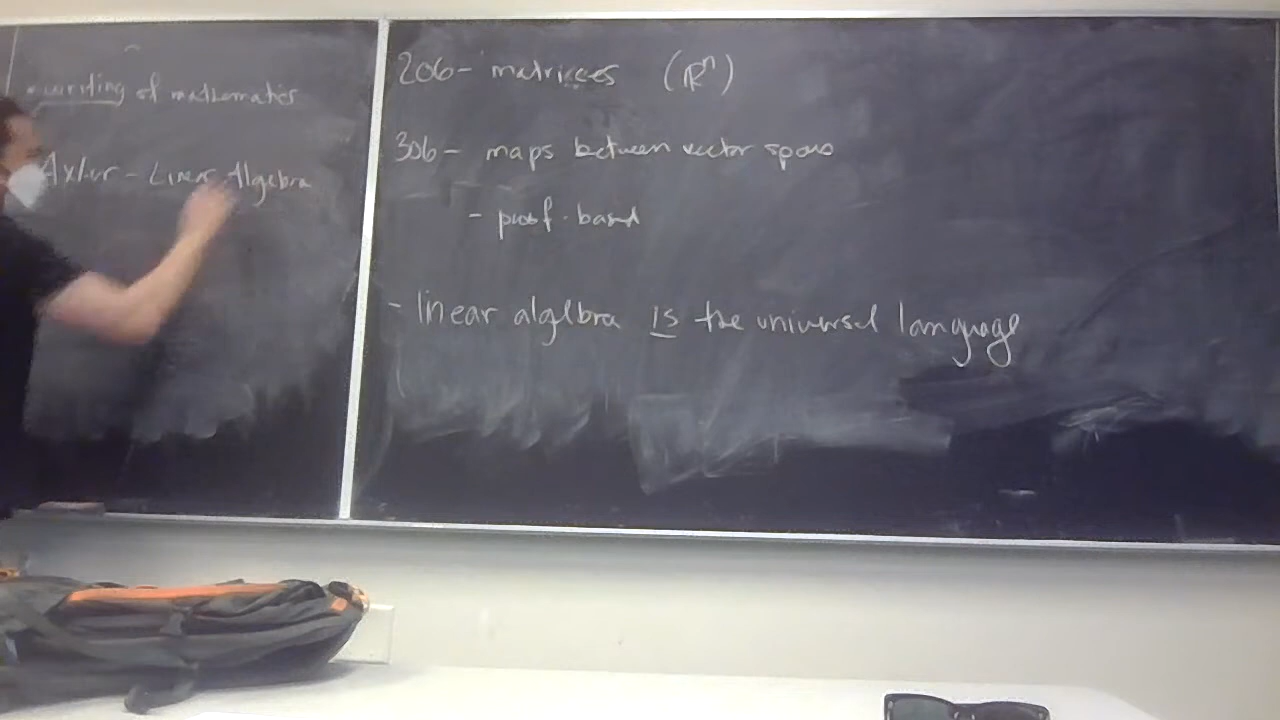 writing of mathematics
Axler - Linear Algebra
206 - matrices (ℝⁿ)
306 - maps between vector spaces
- proof-based
- linear algebra is the universal language